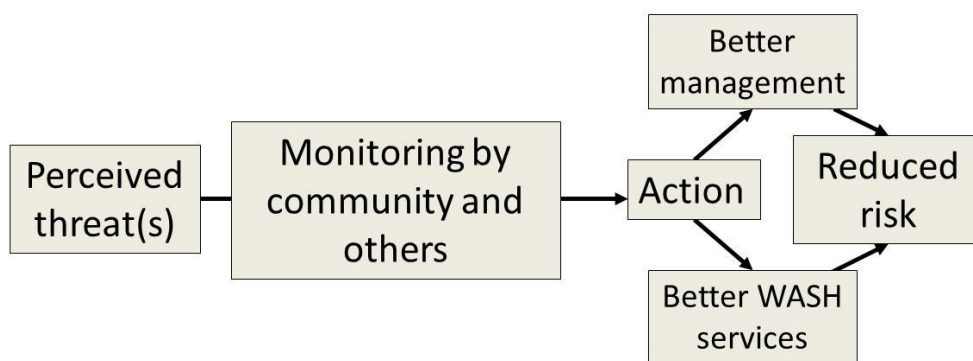 Perceived
threat(s)
Monitoring by
community and
others
Action
Better
management
Better WASH
services
Reduced
risk